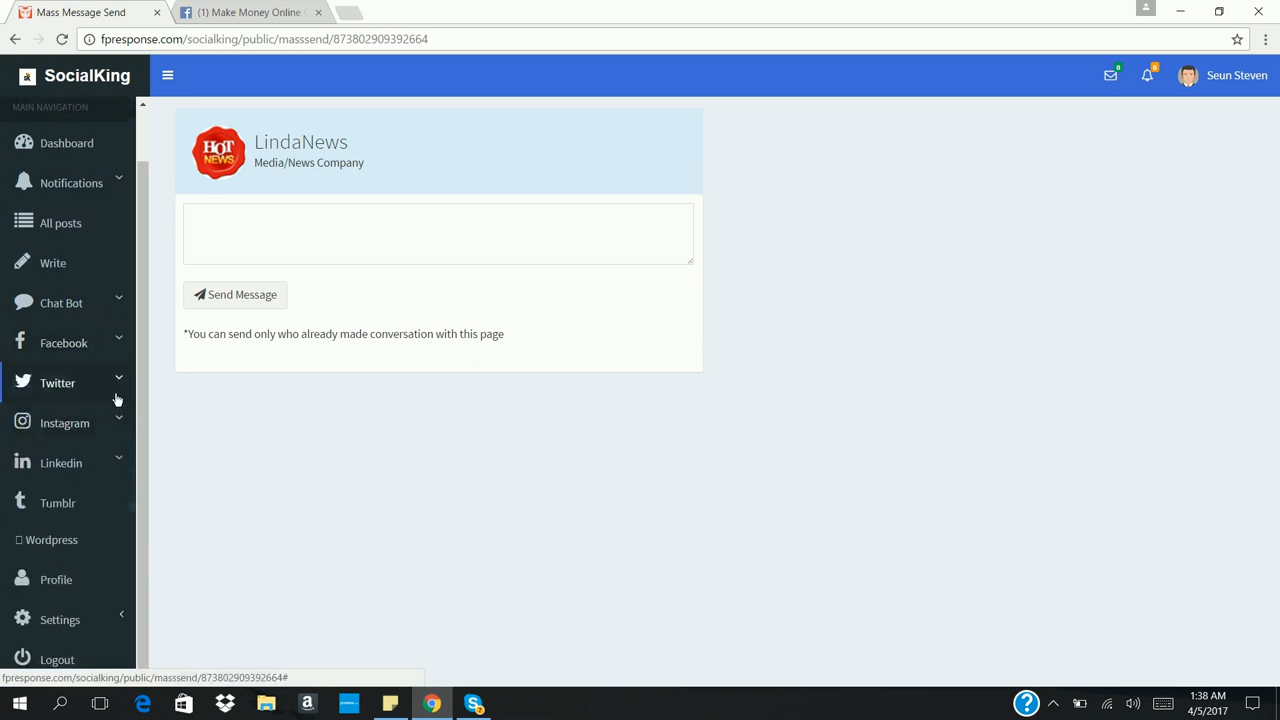 Mass Message Send
(1) Make Money Online
fpresponse.com/socialking/public/masssend/873802909392664
SocialKing
0
0
Seun Steven
MAIN NAVIGATION
Dashboard
Notifications
All posts
Write
Chat Bot
Facebook
Twitter
Instagram
Linkedin
Tumblr
Wordpress
Profile
Settings
Logout
HOT
NEWS
LindaNews
Media/News Company
Send Message
*You can send only who already made conversation with this page
fpresponse.com/socialking/public/masssend/873802909392664#
1:38 AM
4/5/2017